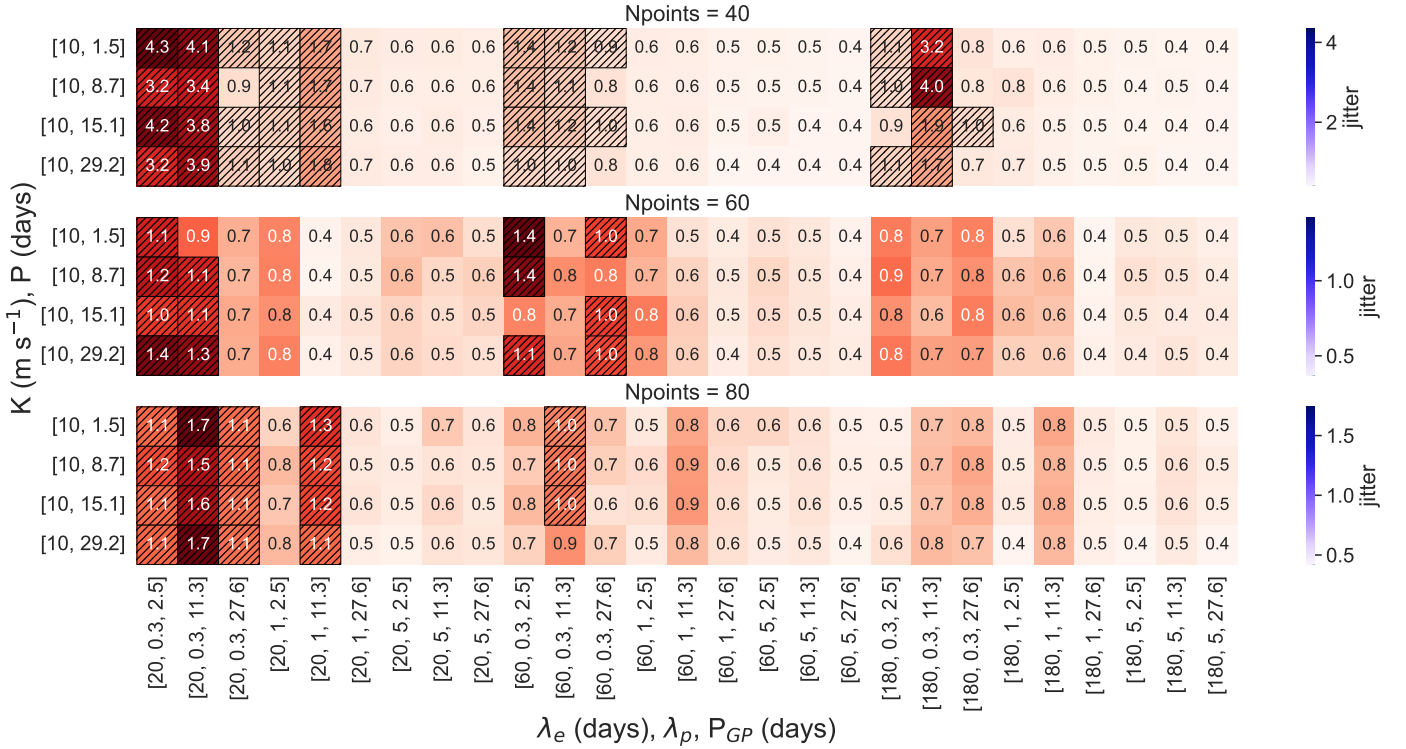 Npoints = 40
[10, 1.5] 4.3 4.1 1.2 1.1 1.7 0.7 0.6 0.6 0.6 1.4 1.2 0.9 0.6 0.6 0.5 0.5 0.5 0.4 1.1 3.2 0.8 0.6 0.6 0.5 0.5 0.4 0.4
[10, 8.7] 3.2 3.4 0.9 1.1 1.7 0.7 0.6 0.6 0.6 1.4 1.1 0.8 0.6 0.6 0.5 0.5 0.5 0.4 1.0 4.0 0.8 0.8 0.6 0.5 0.4 0.4 0.4
[10, 15.1] 4.2 3.8 1.0 1.1 1.6 0.6 0.6 0.6 0.5 1.4 1.2 1.0 0.6 0.5 0.5 0.4 0.4 0.4 0.9 1.9 1.0 0.6 0.5 0.5 0.4 0.4 0.4
[10, 29.2] 3.2 3.9 1.1 1.0 1.8 0.7 0.6 0.6 0.5 1.0 1.0 0.8 0.6 0.4 0.4 0.4 0.4 0.4 1.1 1.7 0.7 0.7 0.5 0.5 0.4 0.4 0.4
4
2
jitter
Npoints = 60
[10, 1.5] 1.1 0.9 0.7 0.8 0.4 0.5 0.6 0.6 0.5 1.4 0.7 1.0 0.7 0.5 0.4 0.5 0.5 0.4 0.8 0.7 0.8 0.5 0.6 0.4 0.5 0.4 0.4
[10, 8.7] 1.2 1.1 0.7 0.8 0.4 0.5 0.6 0.5 0.6 1.4 0.8 0.8 0.7 0.6 0.4 0.5 0.5 0.4 0.9 0.7 0.8 0.6 0.6 0.4 0.5 0.5 0.4
[10, 15.1] 1.0 1.1 0.7 0.8 0.4 0.5 0.6 0.5 0.5 0.8 0.7 1.0 0.8 0.6 0.4 0.5 0.5 0.4 0.8 0.6 0.8 0.6 0.6 0.4 0.5 0.4 0.4
[10, 29.2] 1.4 1.3 0.7 0.8 0.4 0.5 0.6 0.5 0.5 1.1 0.7 1.0 0.8 0.6 0.4 0.5 0.5 0.4 0.8 0.7 0.7 0.6 0.6 0.4 0.4 0.5 0.4
1.0
0.5
jitter
Npoints = 80
[10, 1.5] 1.1 1.7 1.1 0.6 1.3 0.6 0.5 0.7 0.6 0.8 1.0 0.7 0.5 0.8 0.6 0.6 0.6 0.5 0.5 0.7 0.8 0.5 0.8 0.5 0.5 0.6 0.5
[10, 8.7] 1.2 1.5 1.1 0.8 1.2 0.5 0.5 0.6 0.5 0.7 1.0 0.7 0.6 0.9 0.6 0.5 0.6 0.5 0.5 0.7 0.8 0.5 0.8 0.5 0.5 0.6 0.5
[10, 15.1] 1.1 1.6 1.1 0.7 1.2 0.6 0.5 0.6 0.5 0.8 1.0 0.6 0.6 0.9 0.6 0.5 0.6 0.5 0.5 0.7 0.8 0.5 0.8 0.5 0.5 0.6 0.5
[10, 29.2] 1.1 1.7 1.1 0.8 1.1 0.5 0.5 0.6 0.5 0.7 0.9 0.7 0.5 0.8 0.6 0.5 0.5 0.5 0.6 0.8 0.7 0.4 0.8 0.5 0.4 0.5 0.4
1.5
1.0
0.5
jitter
K (m s⁻¹), P (days)
[20, 0.3, 2.5]
[20, 0.3, 11.3]
[20, 0.3, 27.6]
[20, 1, 2.5]
[20, 1, 11.3]
[20, 1, 27.6]
[20, 5, 2.5]
[20, 5, 11.3]
[20, 5, 27.6]
[60, 0.3, 2.5]
[60, 0.3, 11.3]
[60, 0.3, 27.6]
[60, 1, 2.5]
[60, 1, 11.3]
[60, 1, 27.6]
[60, 5, 2.5]
[60, 5, 11.3]
[60, 5, 27.6]
[180, 0.3, 2.5]
[180, 0.3, 11.3]
[180, 0.3, 27.6]
[180, 1, 2.5]
[180, 1, 11.3]
[180, 1, 27.6]
[180, 5, 2.5]
[180, 5, 11.3]
[180, 5, 27.6]
λₑ (days), λₚ, P_GP (days)